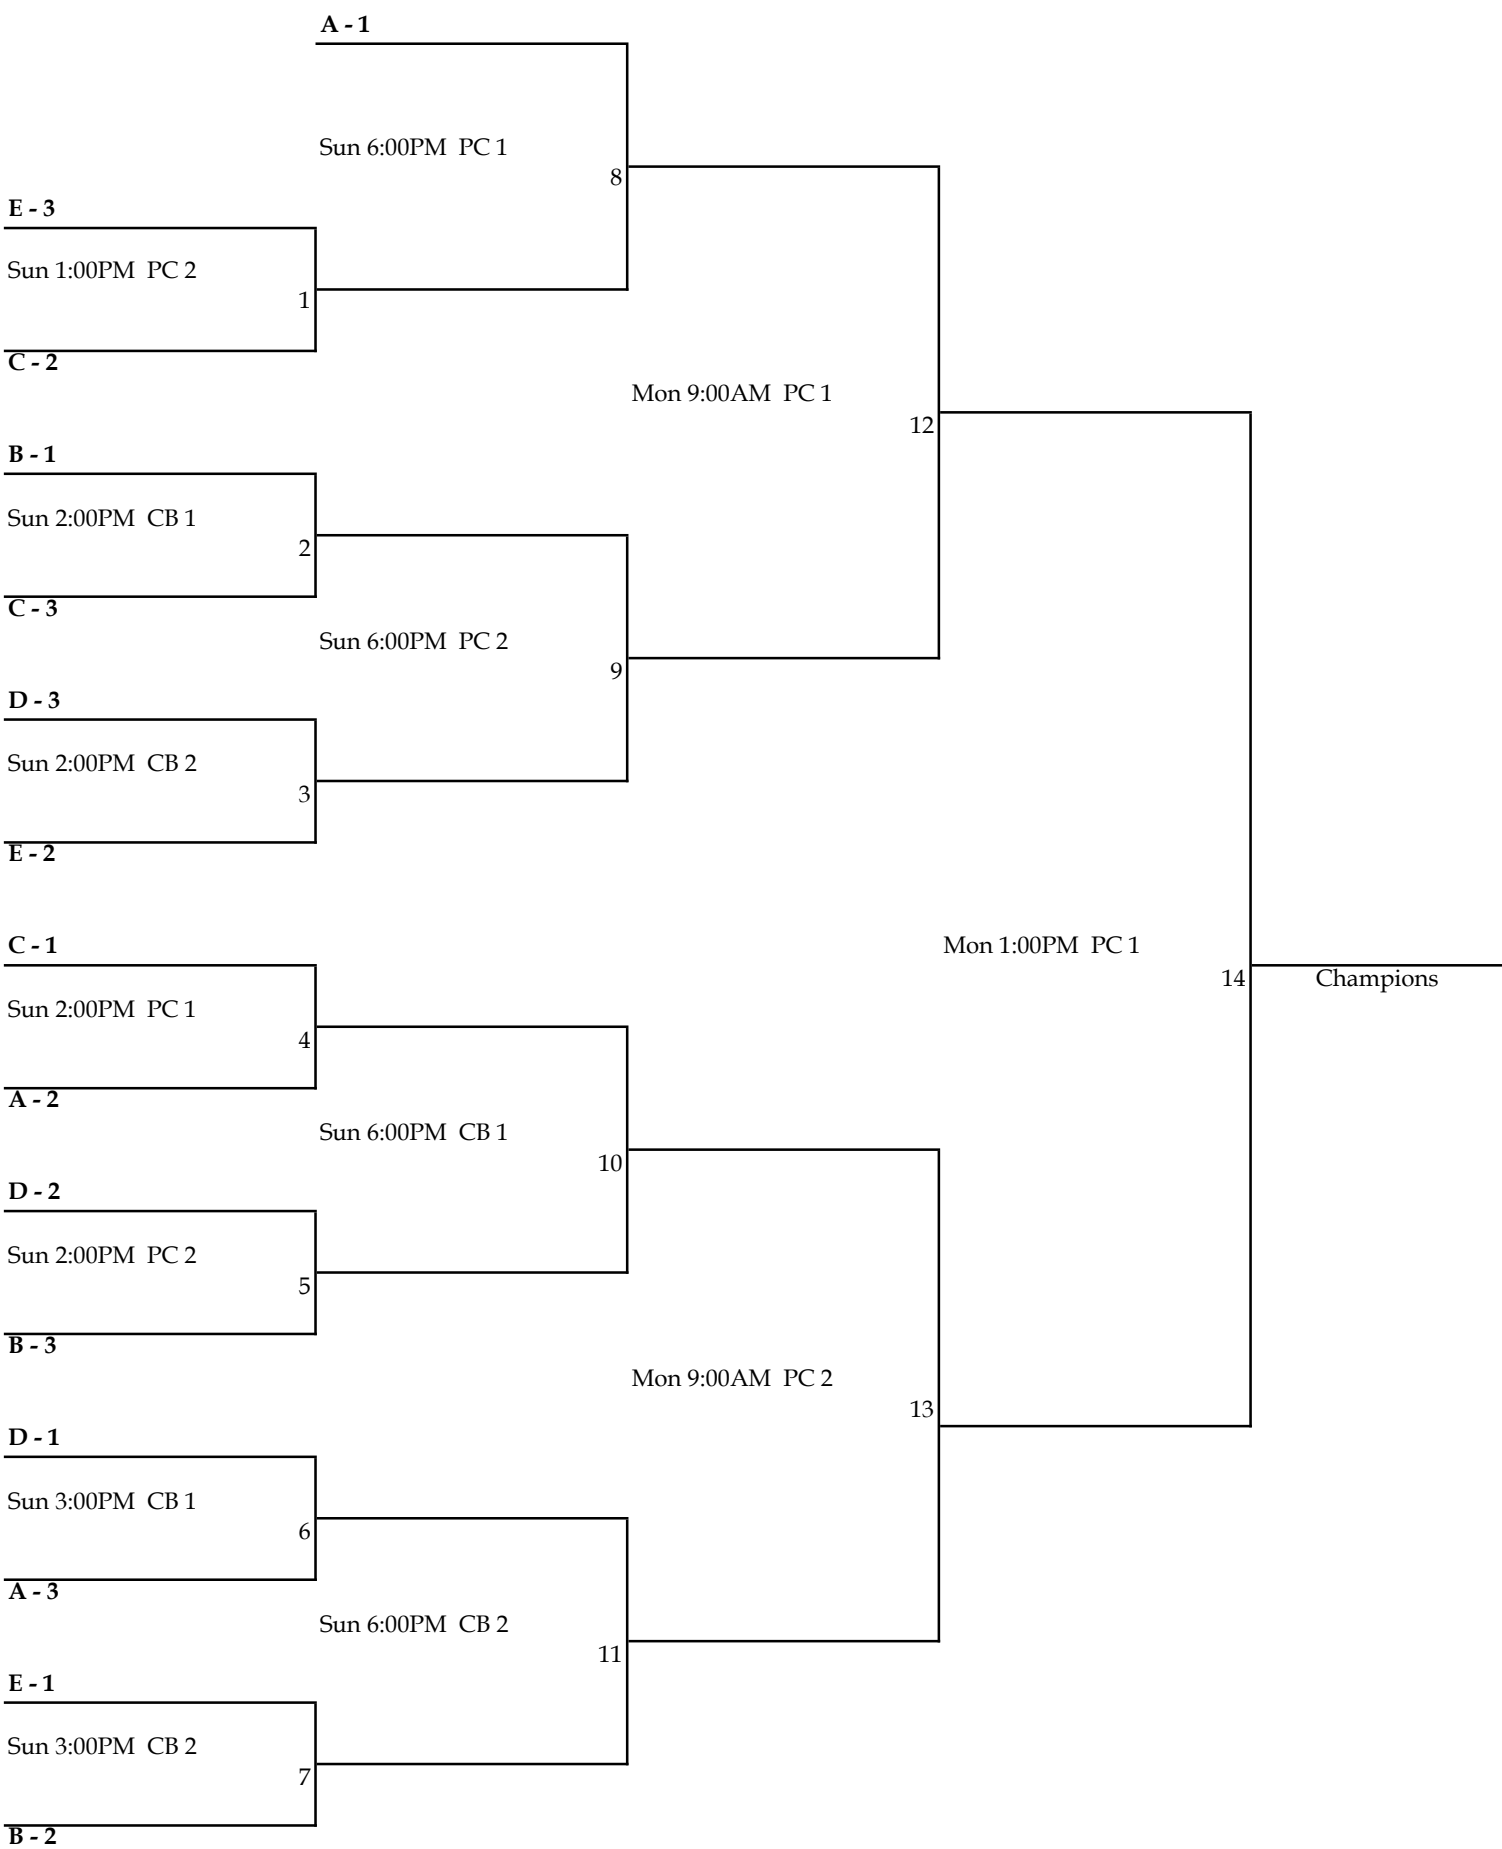 A - 1
Sun 6:00PM  PC 1
8
E - 3
Sun 1:00PM  PC 2
1
C - 2
Mon 9:00AM  PC 1
12
B - 1
Sun 2:00PM  CB 1
2
C - 3
Sun 6:00PM  PC 2
9
D - 3
Sun 2:00PM  CB 2
3
E - 2
C - 1
Mon 1:00PM  PC 1
14
Champions
Sun 2:00PM  PC 1
4
A - 2
Sun 6:00PM  CB 1
10
D - 2
Sun 2:00PM  PC 2
5
B - 3
Mon 9:00AM  PC 2
13
D - 1
Sun 3:00PM  CB 1
6
A - 3
Sun 6:00PM  CB 2
11
E - 1
Sun 3:00PM  CB 2
7
B - 2